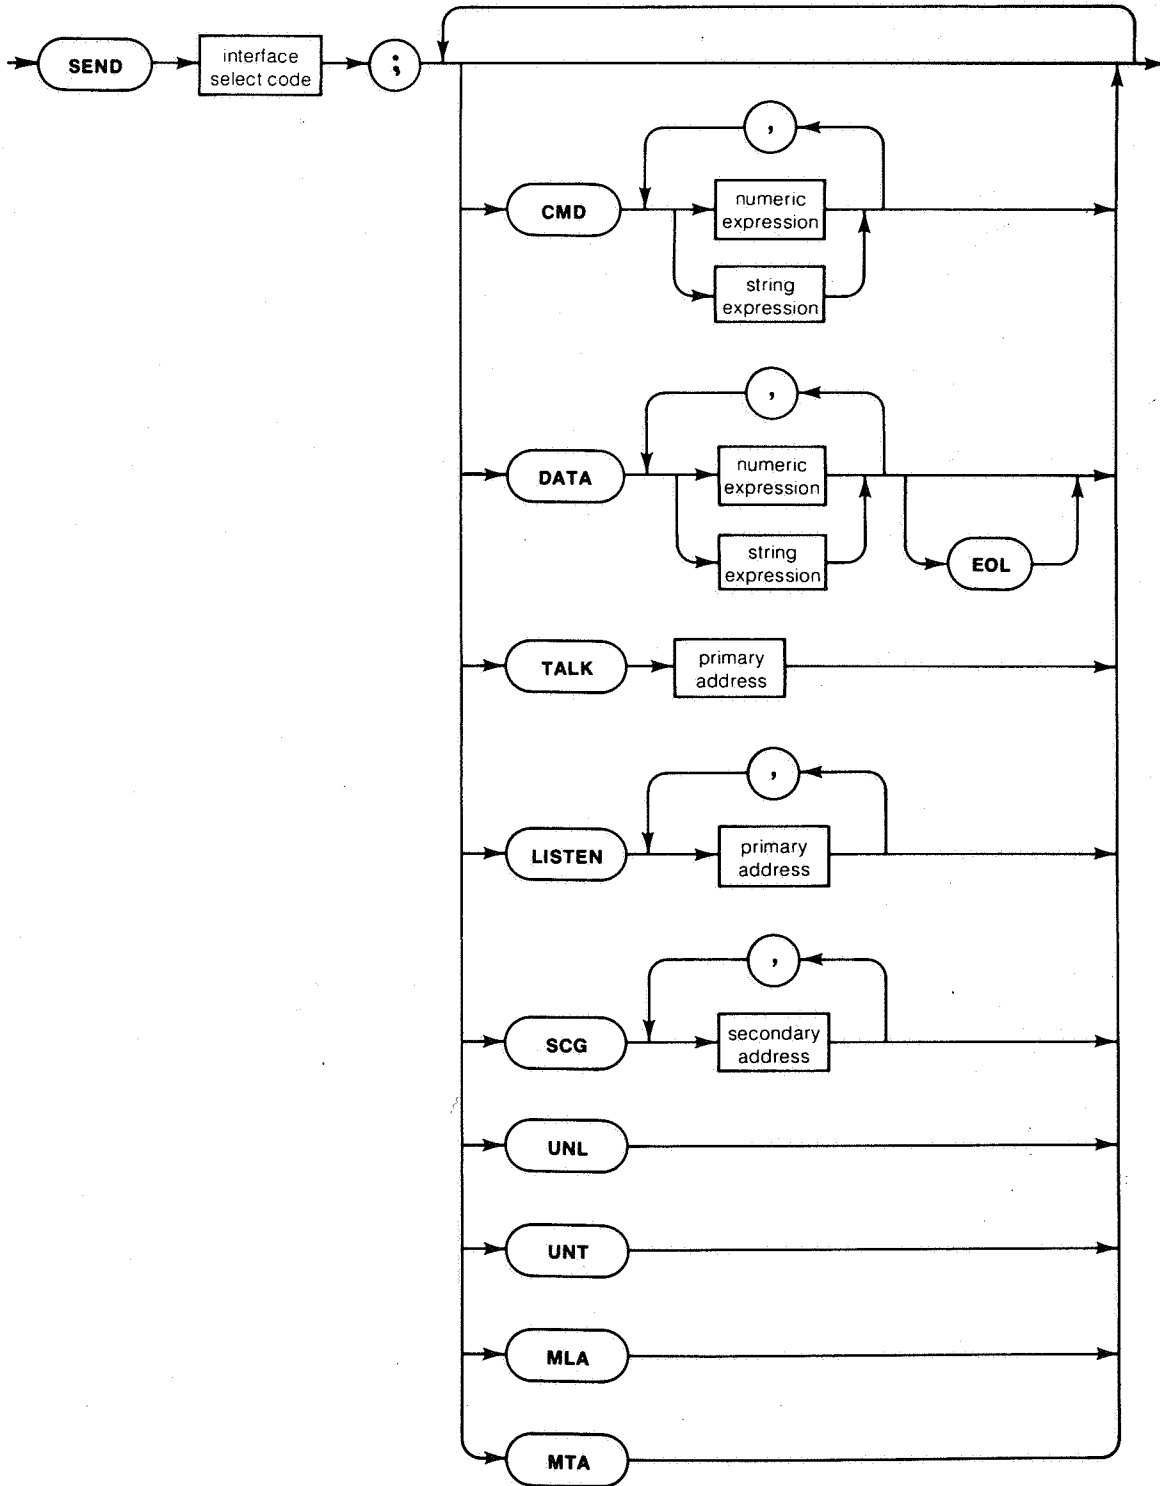 SEND
interface
select code
;
,
CMD
numeric
expression
string
expression
,
DATA
numeric
expression
string
expression
EOL
TALK
primary
address
,
LISTEN
primary
address
,
SCG
secondary
address
UNL
UNT
MLA
MTA